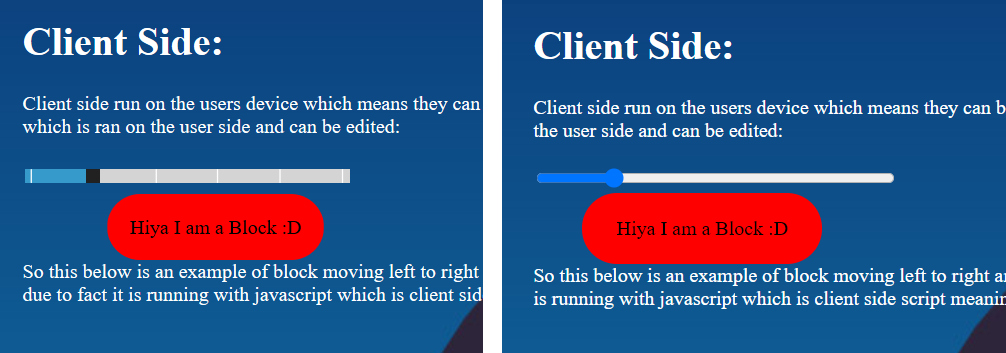 Client Side:
Client side run on the users device which means they can
which is ran on the user side and can be edited:
Hiya I am a Block :D
So this below is an example of block moving left to right
due to fact it is running with javascript which is client
Client Side:
Client side run on the users device which means they can
the user side and can be edited:
Hiya I am a Block :D
So this below is an example of block moving left to right
is running with javascript which is client side script